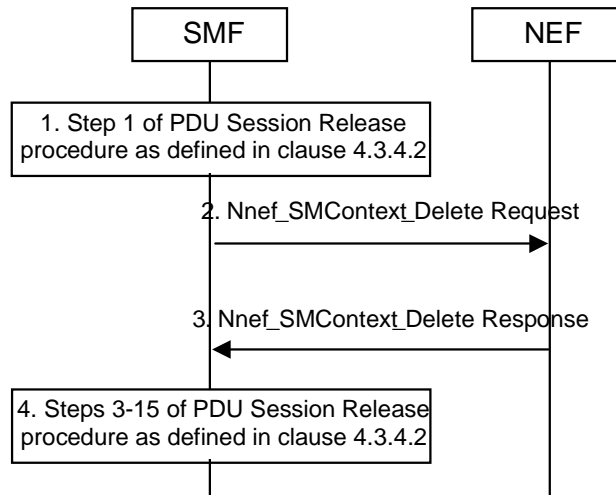 SMF
NEF
1. Step 1 of PDU Session Release
procedure as defined in clause 4.3.4.2
2. Nnef_SMContext_Delete Request
3. Nnef_SMContext_Delete Response
4. Steps 3-15 of PDU Session Release
procedure as defined in clause 4.3.4.2